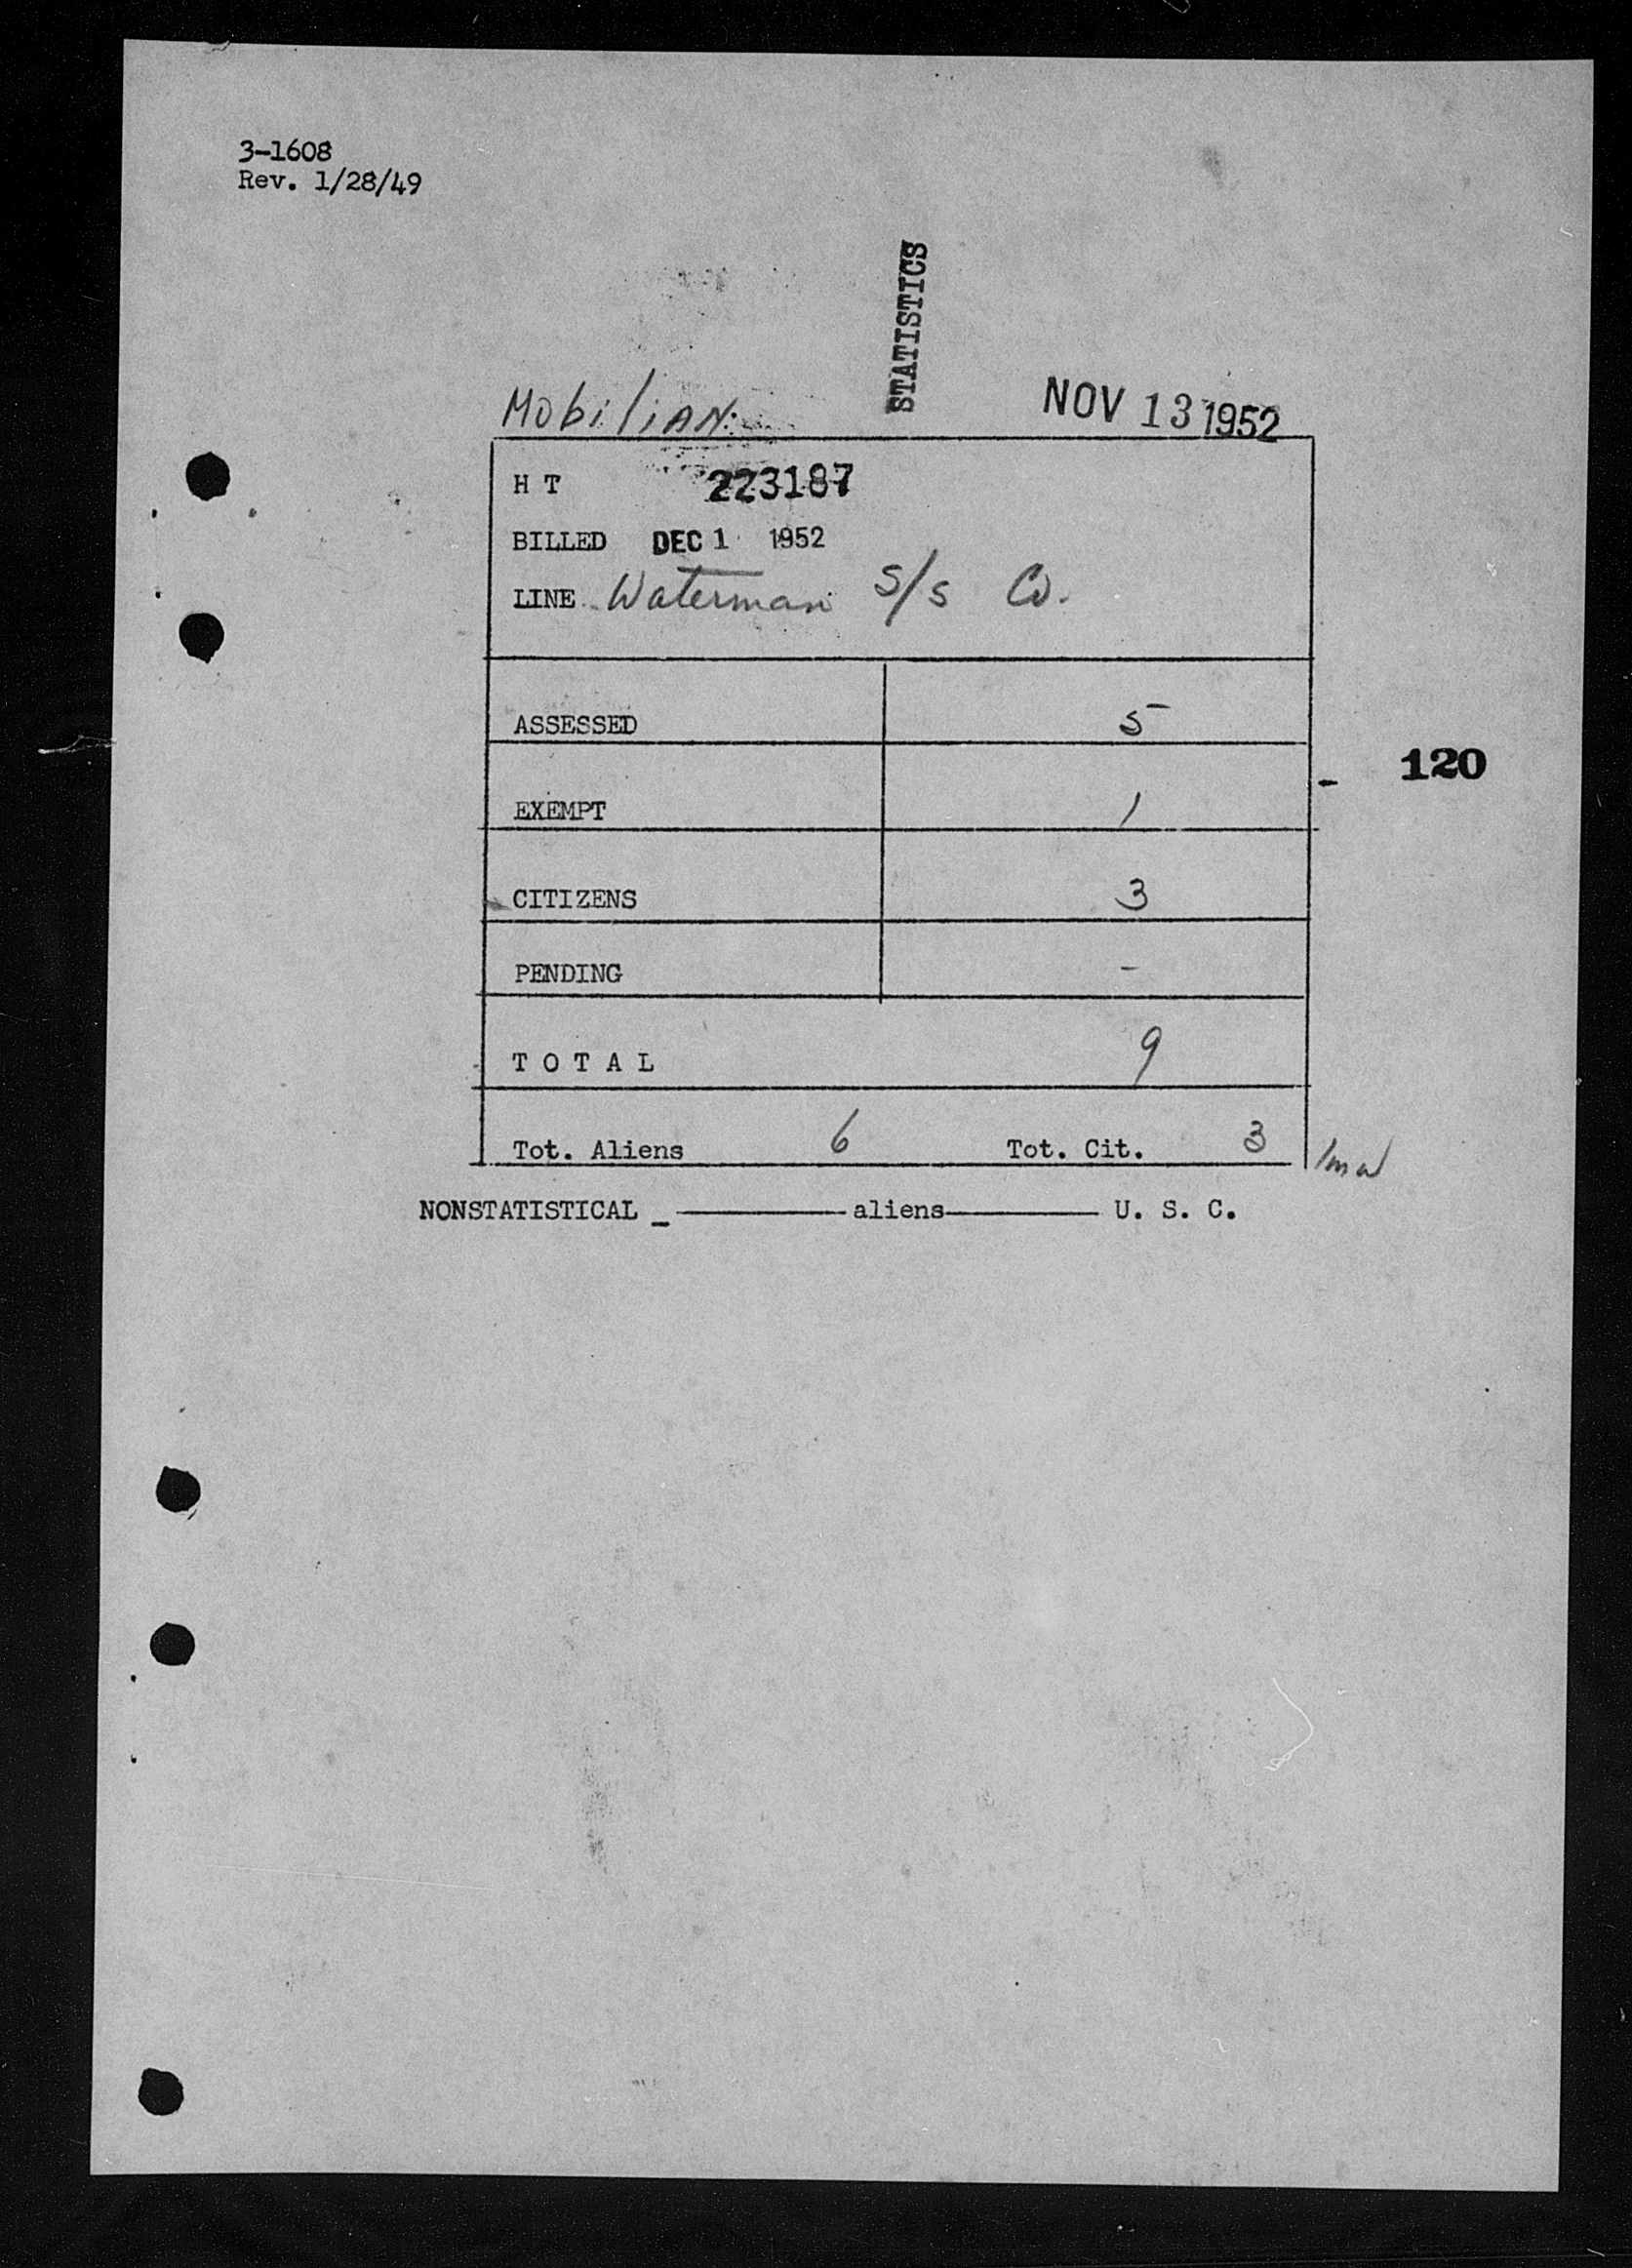 3-1608
Rev. 1/28/49
STATISTICS
Mobilian
NOV 13 1952
H T 223187
BILLED DEC 1 1952
LINE Waterman S/S Co.
ASSESSED 5
120
EXEMPT 1
CITIZENS 3
PENDING -
T O T A L 9
Tot. Aliens 6 Tot. Cit. 3
NONSTATISTICAL _ ———— aliens ———— U. S. C.